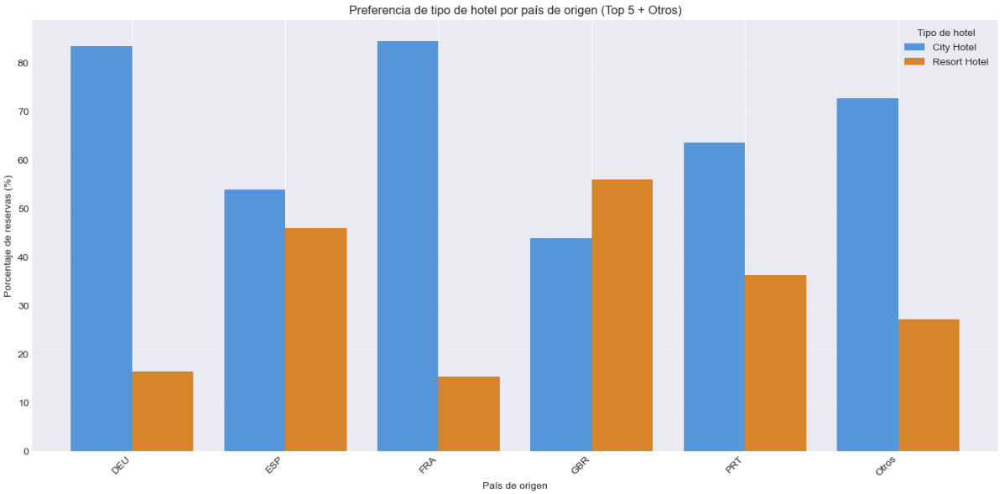 Preferencia de tipo de hotel por país de origen (Top 5 + Otros)
Tipo de hotel
City Hotel
Resort Hotel
Porcentaje de reservas (%)
80
70
60
50
40
30
20
10
0
DEU
ESP
FRA
GBR
PRT
Otros
País de origen